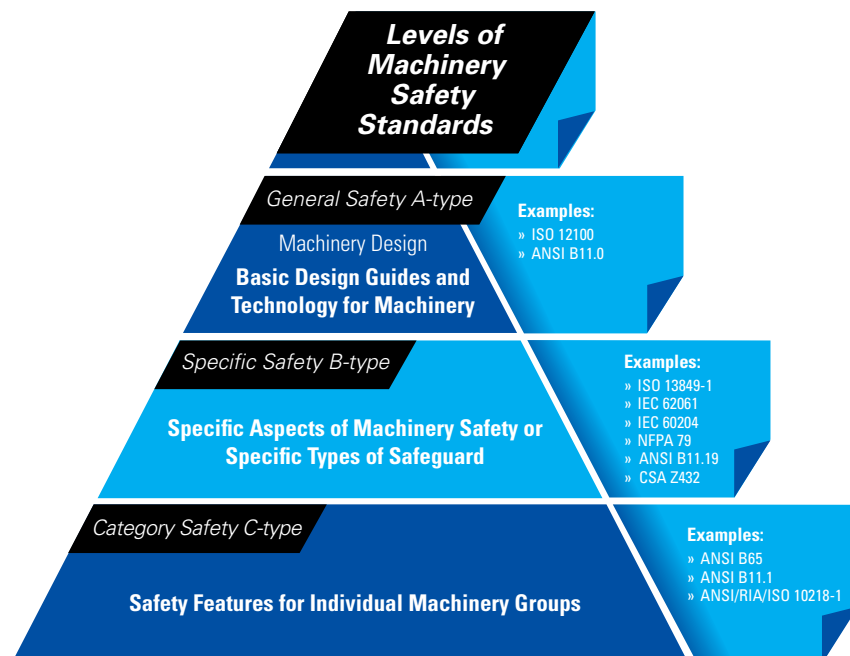 Levels of
Machinery
Safety
Standards
General Safety A-type
Machinery Design
Basic Design Guides and
Technology for Machinery
Examples:
» ISO 12100
» ANSI B11.0
Specific Safety B-type
Specific Aspects of Machinery Safety or
Specific Types of Safeguard
Examples:
» ISO 13849-1
» IEC 62061
» IEC 60204
» NFPA 79
» ANSI B11.19
» CSA Z432
Category Safety C-type
Safety Features for Individual Machinery Groups
Examples:
» ANSI B65
» ANSI B11.1
» ANSI/RIA/ISO 10218-1